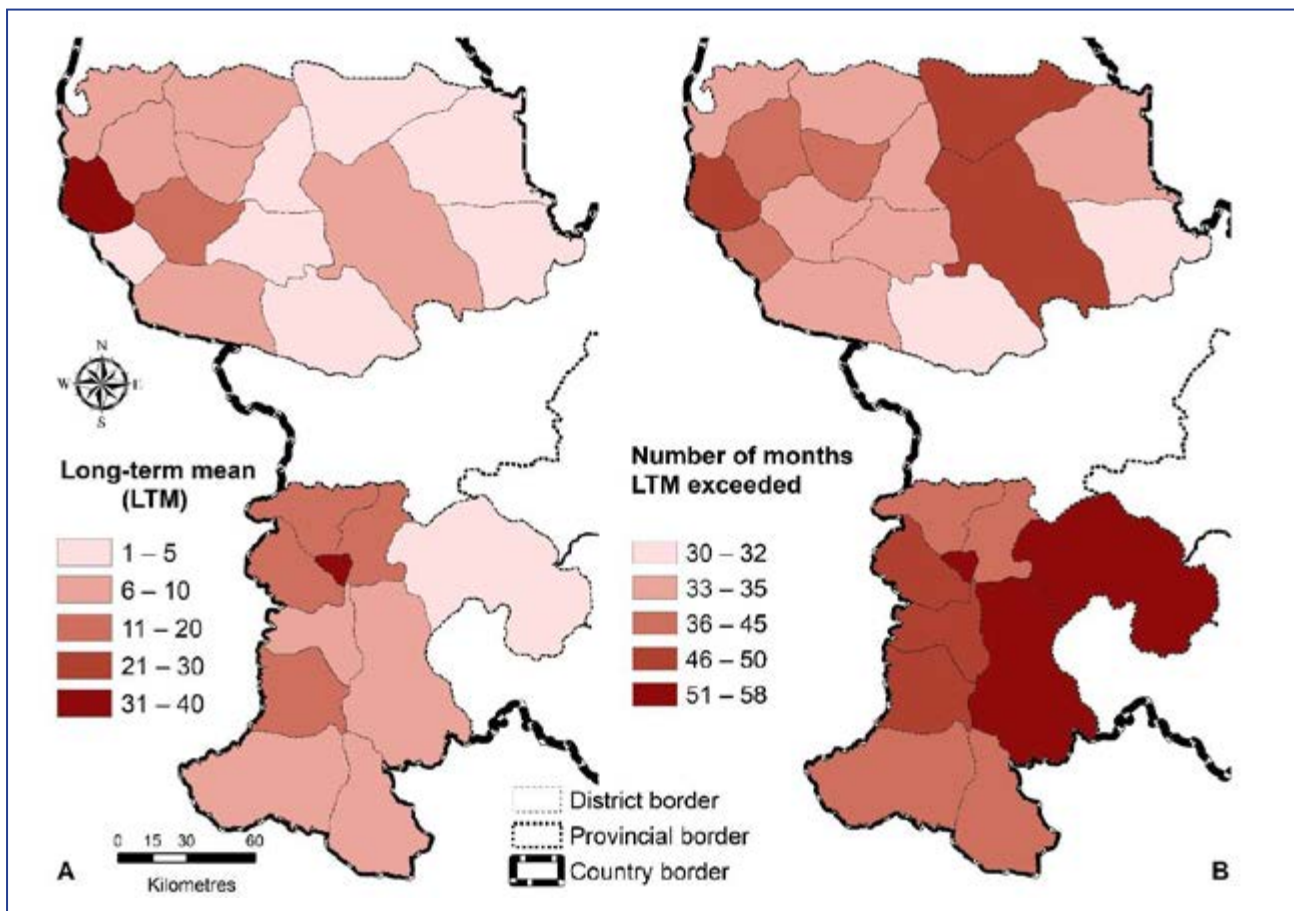 N
W E
S
Long-term mean
(LTM)
1 – 5
6 – 10
11 – 20
21 – 30
31 – 40
Number of months
LTM exceeded
30 – 32
33 – 35
36 – 45
46 – 50
51 – 58
District border
Provincial border
Country border
0 15 30 60
Kilometres
A
B